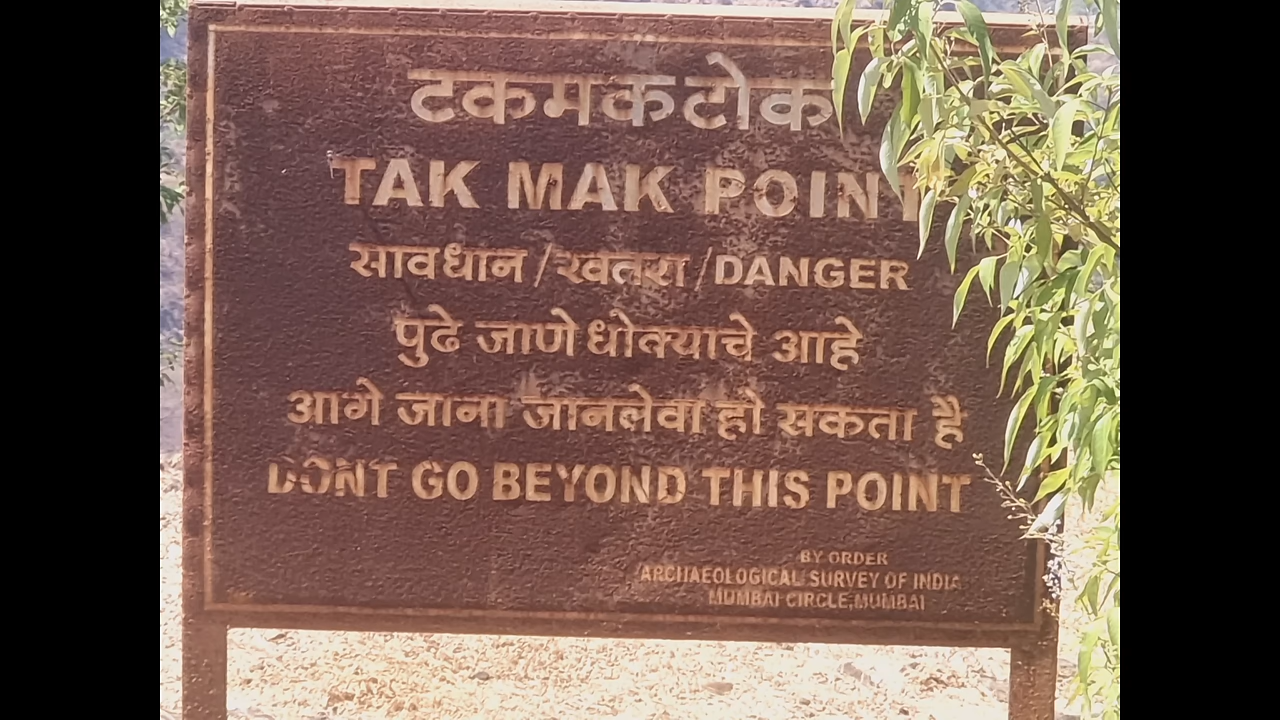 टकमकटोक
TAK MAK POINT
सावधान/खतरा/DANGER
पुढे जाणे धोक्याचे आहे
आगे जाना जानलेवा हो सकता है
DONT GO BEYOND THIS POINT
BY ORDER
ARCHAEOLOGICAL SURVEY OF INDIA
MUMBAI CIRCLE,MUMBAI